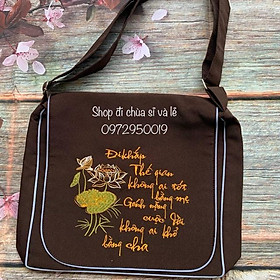 Shop đi chùa sỉ và lẻ
0972950019
Đi khắp
Thế gian
không ai tốt
bằng mẹ
Gánh nặng
cuộc đời
không ai khổ
bằng cha